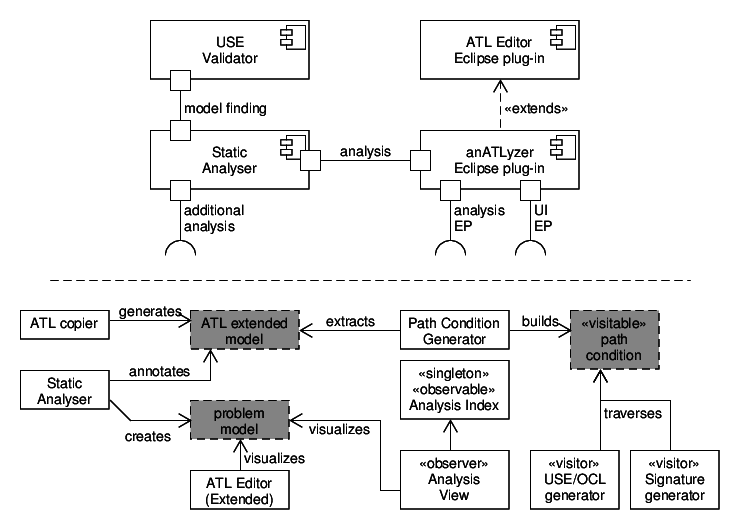 USE
Validator
ATL Editor
Eclipse plug-in
model finding
«extends»
Static
Analyser
analysis
anATLyzer
Eclipse plug-in
additional
analysis
analysis
EP
UI
EP
ATL copier
generates
ATL extended
model
extracts
Path Condition
Generator
builds
«visitable»
path
condition
Static
Analyser
annotates
creates
problem
model
visualizes
«singleton»
«observable»
Analysis Index
traverses
visualizes
ATL Editor
(Extended)
«observer»
Analysis
View
«visitor»
USE/OCL
generator
«visitor»
Signature
generator